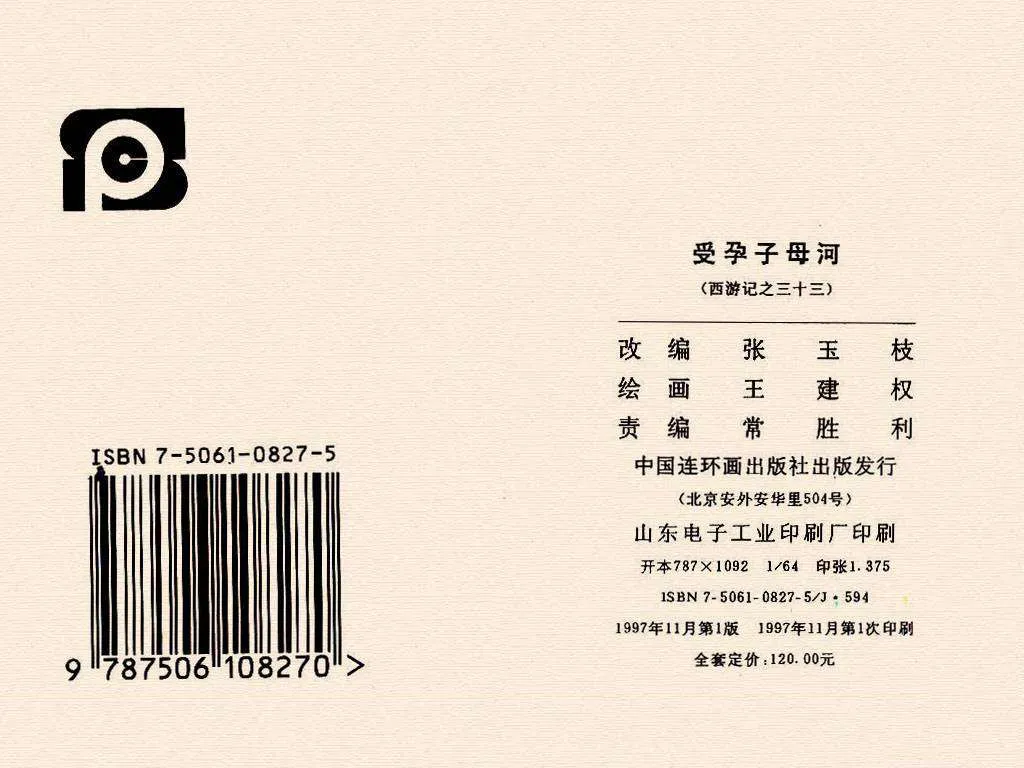 受孕子母河
（西游记之三十三）
改编 张玉枝
绘画 王建权
责编 常胜利
中国连环画出版社出版发行
（北京安外安华里504号）
山东电子工业印刷厂印刷
开本787×1092 1/64 印张1.375
ISBN 7-5061-0827-5/J·594
1997年11月第1版 1997年11月第1次印刷
全套定价:120.00元
ISBN 7-5061-0827-5
9 787506 108270 >